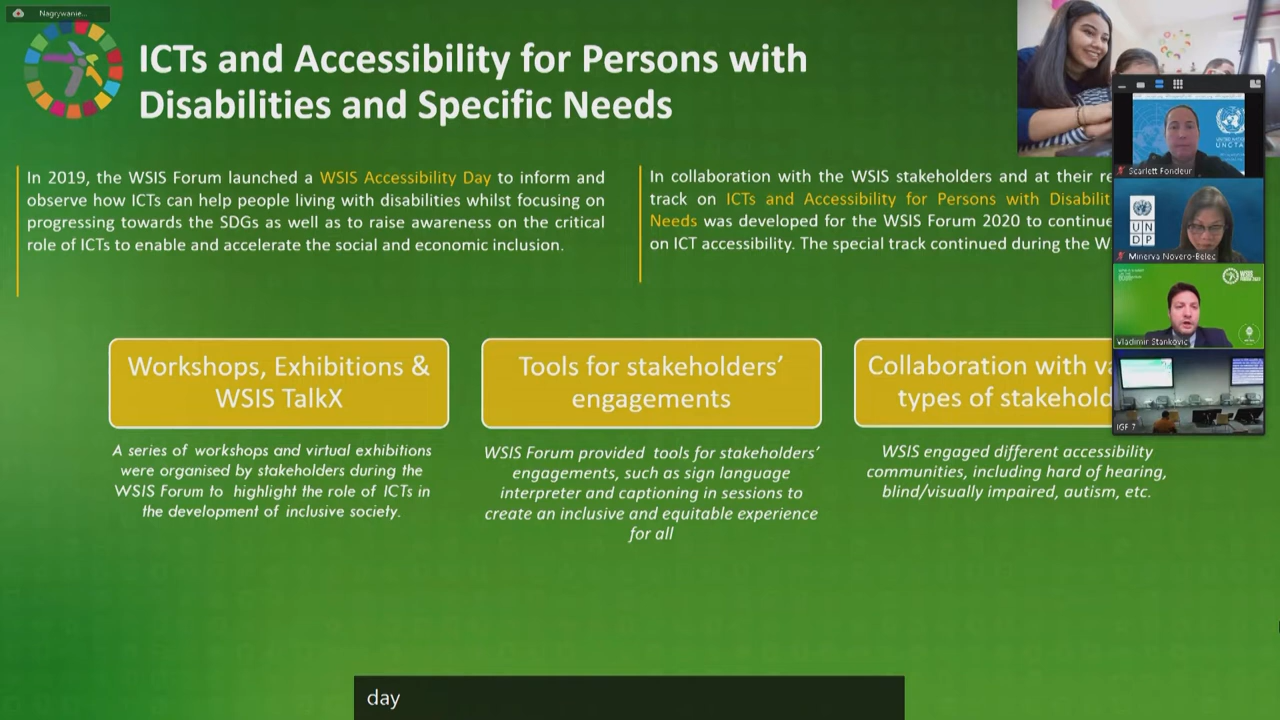 Nagrywanie...
ICTs and Accessibility for Persons with
Disabilities and Specific Needs
In 2019, the WSIS Forum launched a WSIS Accessibility Day to inform and
observe how ICTs can help people living with disabilities whilst focusing on
progressing towards the SDGs as well as to raise awareness on the critical
role of ICTs to enable and accelerate the social and economic inclusion.
In collaboration with the WSIS stakeholders and at their re
track on ICTs and Accessibility for Persons with Disabilit
Needs was developed for the WSIS Forum 2020 to continue
on ICT accessibility. The special track continued during the W
Workshops, Exhibitions &
WSIS TalkX
A series of workshops and virtual exhibitions
were organised by stakeholders during the
WSIS Forum to highlight the role of ICTs in
the development of inclusive society.
Tools for stakeholders'
engagements
WSIS Forum provided tools for stakeholders'
engagements, such as sign language
interpreter and captioning in sessions to
create an inclusive and equitable experience
for all
Collaboration with va
types of stakehold
WSIS engaged different accessibility
communities, including hard of hearing,
blind/visually impaired, autism, etc.
UNCTA
Scarlett Fondeur
U N
D P
Minerva Novero-Belec
WSIS
Vladimir Stankovic
IGF 7
day